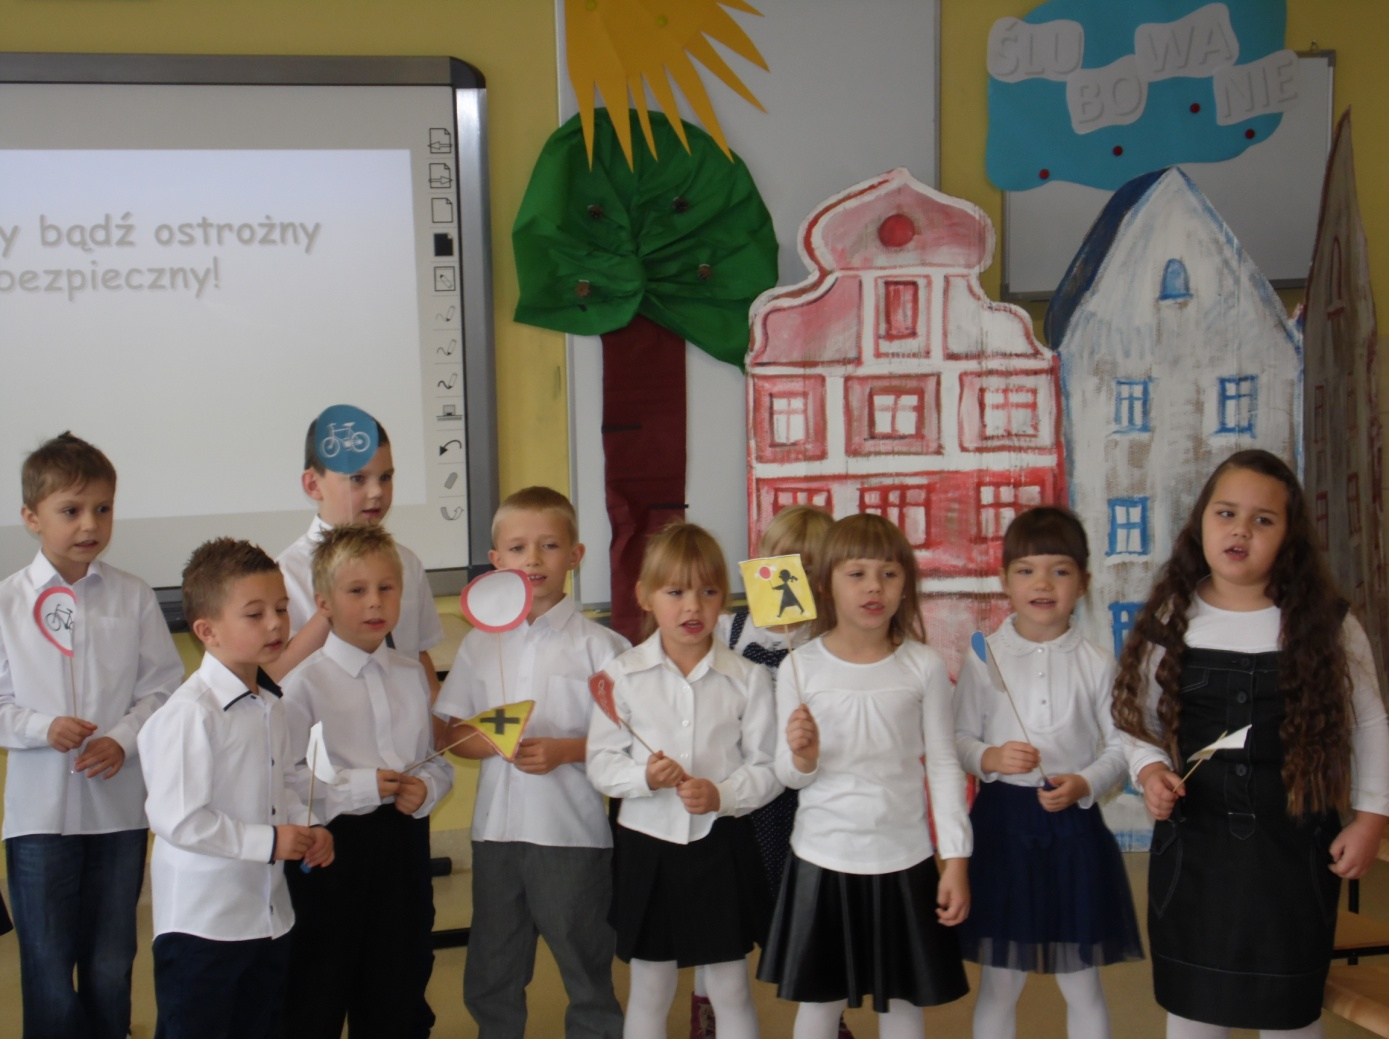 y bądź ostrożny
bezpieczny!
ŚLU
BO
WA
NIE